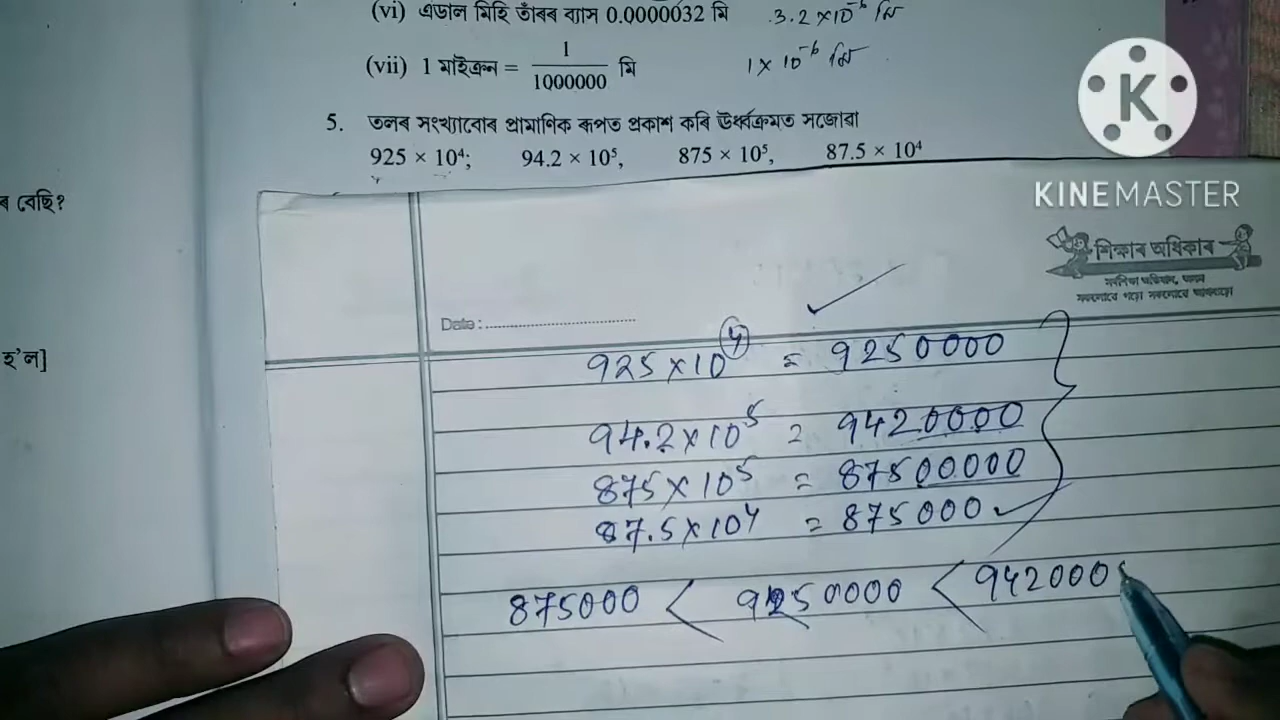 (vi) এডাল মিহি তাঁৰৰ ব্যাস 0.0000032 মি 3.2 × 10⁻⁶ মি
(vii) 1 মাইক্ৰন = 1/1000000 মি 1 × 10⁻⁶ মি
5. তলৰ সংখ্যাবোৰ প্ৰামাণিক ৰূপত প্ৰকাশ কৰি উৰ্ধ্বক্ৰমত সজোৱা
925 × 10⁴; 94.2 × 10⁵, 875 × 10⁵, 87.5 × 10⁴
ৰ বেছি?
হ'ল]
K
KINEMASTER
শিক্ষাৰ অধিকাৰ
Date :
925 × 10⁴ = 9250000
94.2 × 10⁵ = 9420000
875 × 10⁵ = 87500000
87.5 × 10⁴ = 875000
875000 < 9250000 < 942000